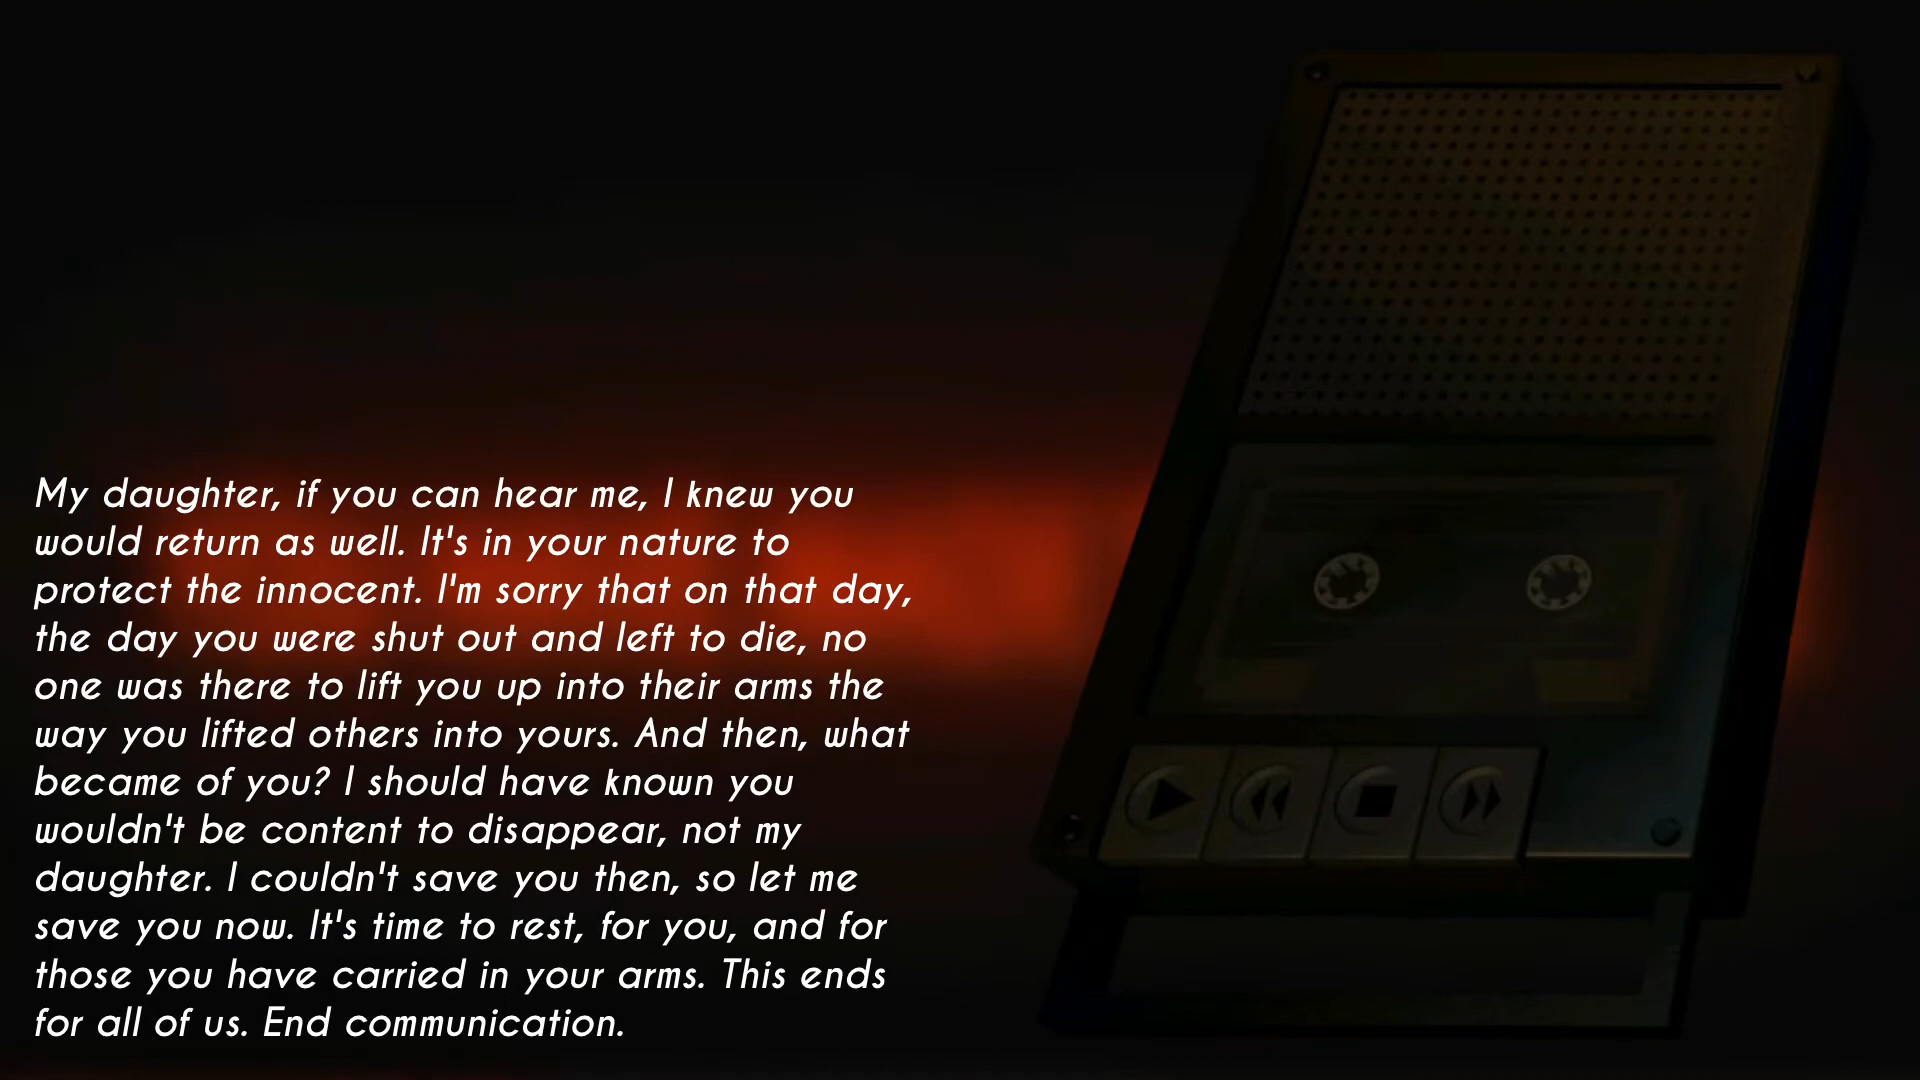 My daughter, if you can hear me, I knew you
would return as well. It's in your nature to
protect the innocent. I'm sorry that on that day,
the day you were shut out and left to die, no
one was there to lift you up into their arms the
way you lifted others into yours. And then, what
became of you? I should have known you
wouldn't be content to disappear, not my
daughter. I couldn't save you then, so let me
save you now. It's time to rest, for you, and for
those you have carried in your arms. This ends
for all of us. End communication.